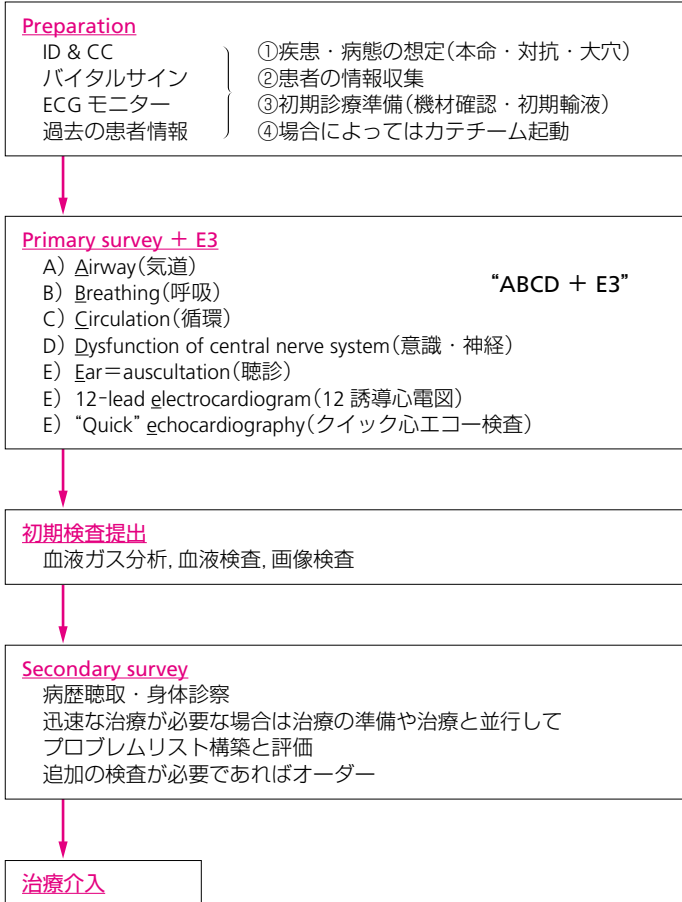 Preparation
ID & CC ①疾患・病態の想定(本命・対抗・大穴)
バイタルサイン ②患者の情報収集
ECG モニター ③初期診療準備(機材確認・初期輸液)
過去の患者情報 ④場合によってはカテチーム起動
Primary survey + E3
A) Airway(気道)
"ABCD + E3"
B) Breathing(呼吸)
C) Circulation(循環)
D) Dysfunction of central nerve system(意識・神経)
E) Ear=auscultation(聴診)
E) 12-lead electrocardiogram(12 誘導心電図)
E) "Quick" echocardiography(クイック心エコー検査)
初期検査提出
血液ガス分析, 血液検査, 画像検査
Secondary survey
病歴聴取・身体診察
迅速な治療が必要な場合は治療の準備や治療と並行して
プロブレムリスト構築と評価
追加の検査が必要であればオーダー
治療介入